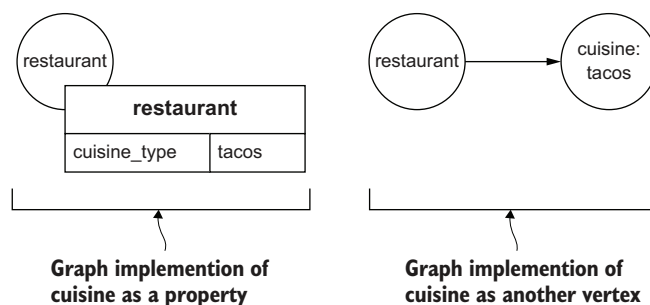 restaurant
restaurant
cuisine_type tacos
Graph implemention of
cuisine as a property
restaurant
cuisine:
tacos
Graph implemention of
cuisine as another vertex